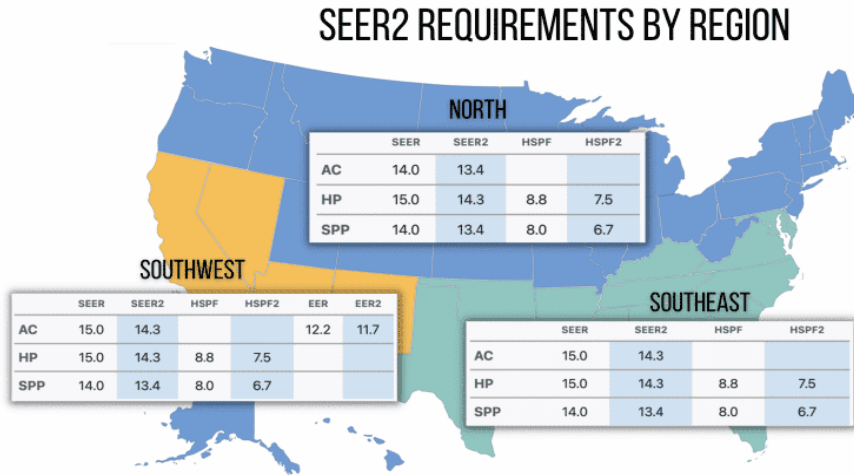 SEER2 REQUIREMENTS BY REGION
NORTH
SEER SEER2 HSPF HSPF2
AC 14.0 13.4
HP 15.0 14.3 8.8 7.5
SPP 14.0 13.4 8.0 6.7
SOUTHWEST
SEER SEER2 HSPF HSPF2 EER EER2
AC 15.0 14.3 12.2 11.7
HP 15.0 14.3 8.8 7.5
SPP 14.0 13.4 8.0 6.7
SOUTHEAST
SEER SEER2 HSPF HSPF2
AC 15.0 14.3
HP 15.0 14.3 8.8 7.5
SPP 14.0 13.4 8.0 6.7